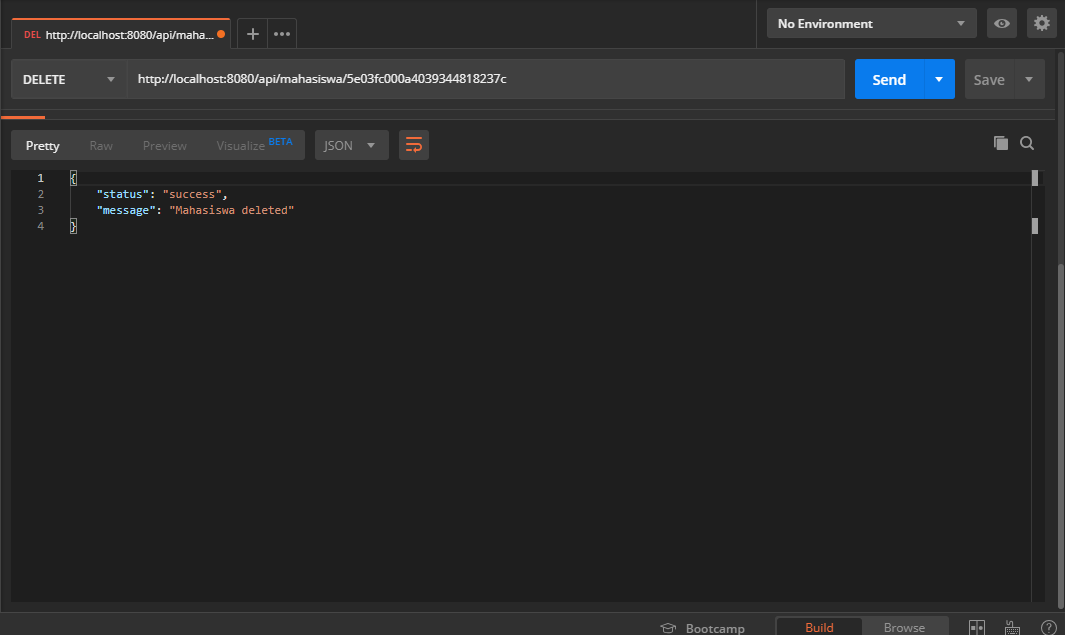 DEL http://localhost:8080/api/maha...
No Environment
DELETE
http://localhost:8080/api/mahasiswa/5e03fc000a4039344818237c
Send
Save
Pretty
Raw
Preview
Visualize BETA
JSON
1 {
2 "status": "success",
3 "message": "Mahasiswa deleted"
4 }
Bootcamp
Build
Browse